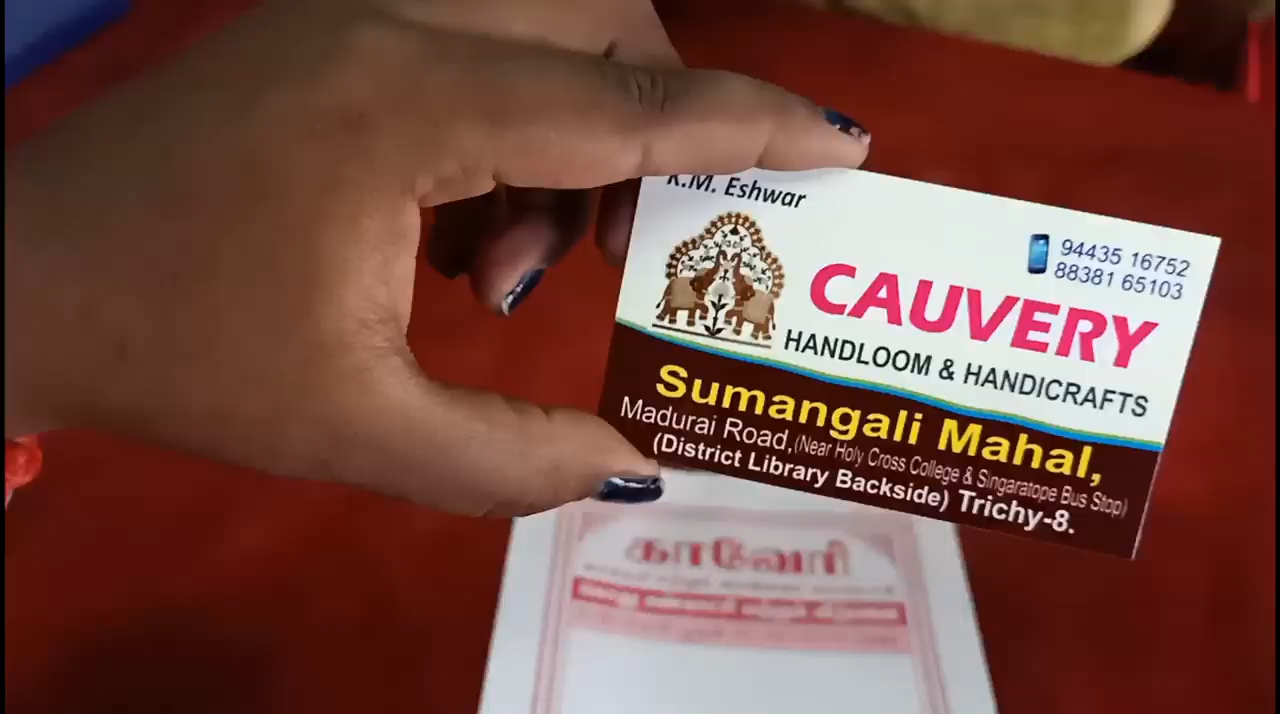 K.M. Eshwar
94435 16752
88381 65103
CAUVERY
HANDLOOM & HANDICRAFTS
Sumangali Mahal,
Madurai Road,(Near Holy Cross College & Singaratope Bus Stop)
(District Library Backside) Trichy-8.
காவேரி